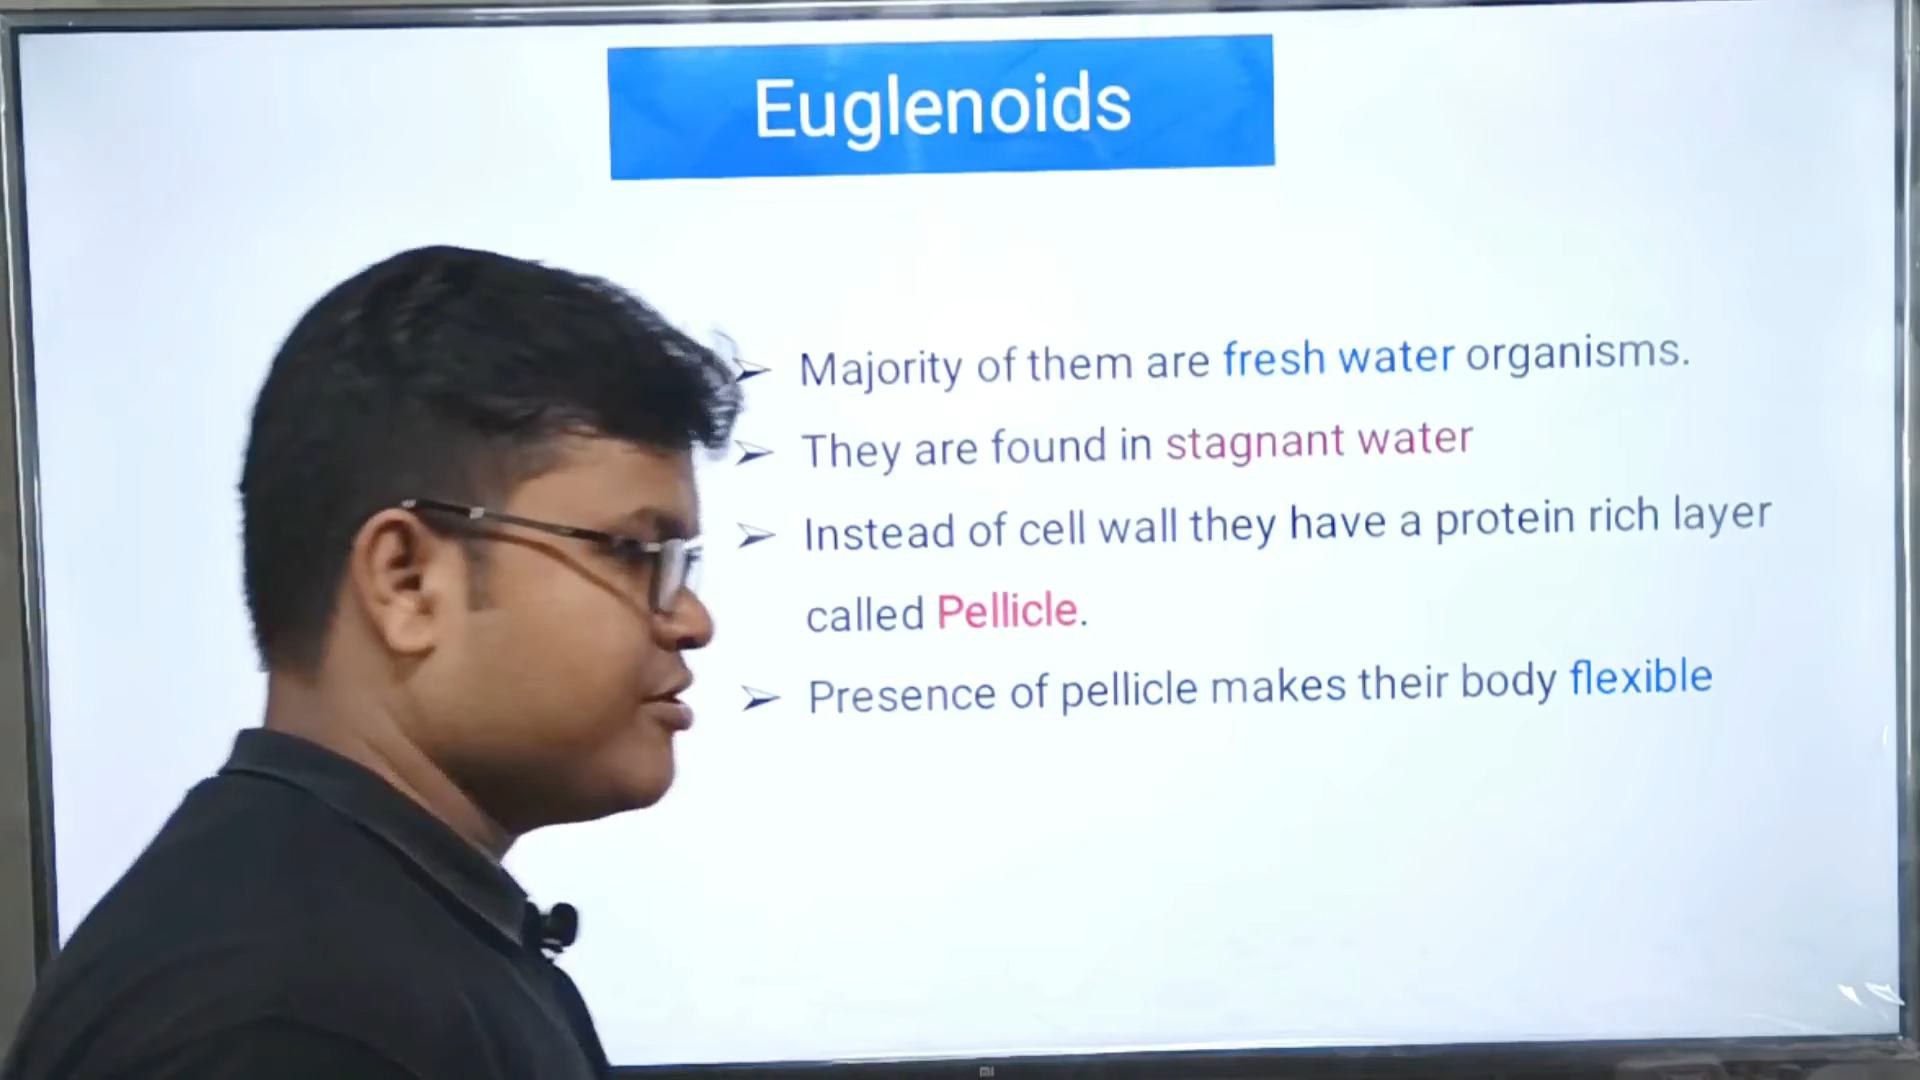 Euglenoids
➢ Majority of them are fresh water organisms.
➢ They are found in stagnant water
➢ Instead of cell wall they have a protein rich layer
called Pellicle.
➢ Presence of pellicle makes their body flexible
mi